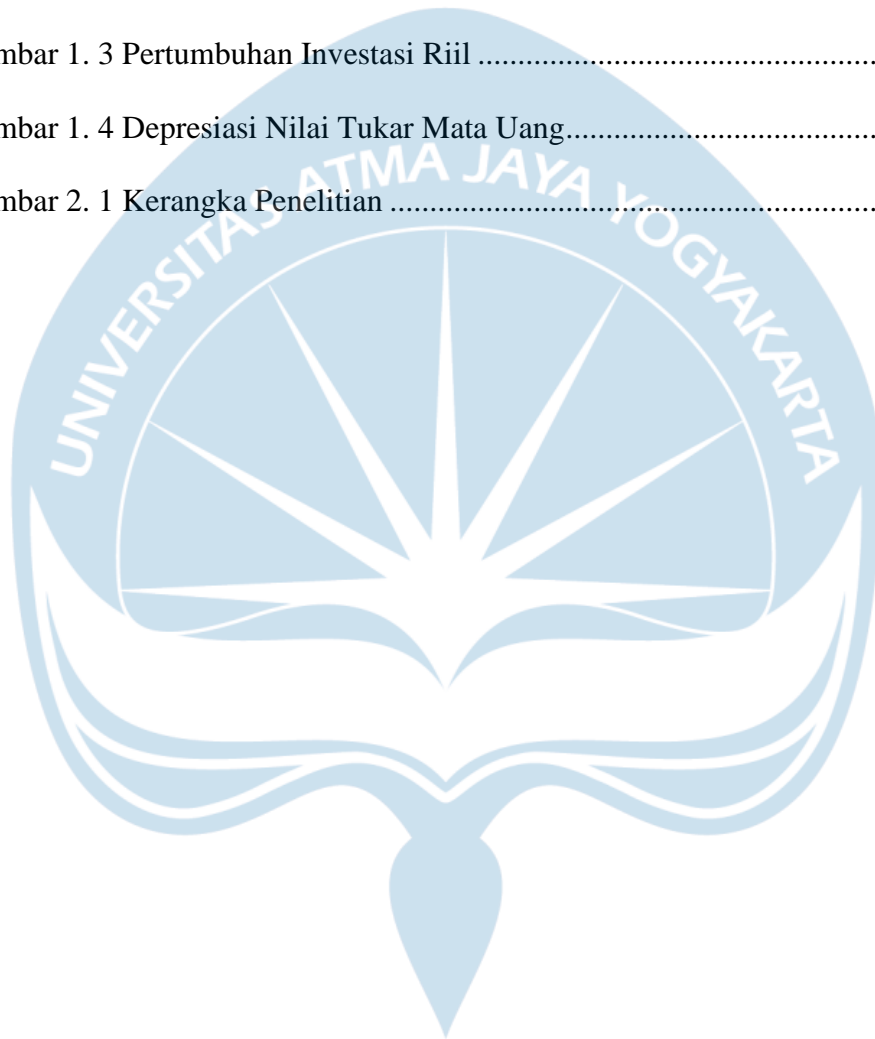 mbar 1. 3 Pertumbuhan Investasi Riil ..................................................
mbar 1. 4 Depresiasi Nilai Tukar Mata Uang.......................................
mbar 2. 1 Kerangka Penelitian .............................................................
UNIVERSITAS ATMA JAYA YOGYAKARTA